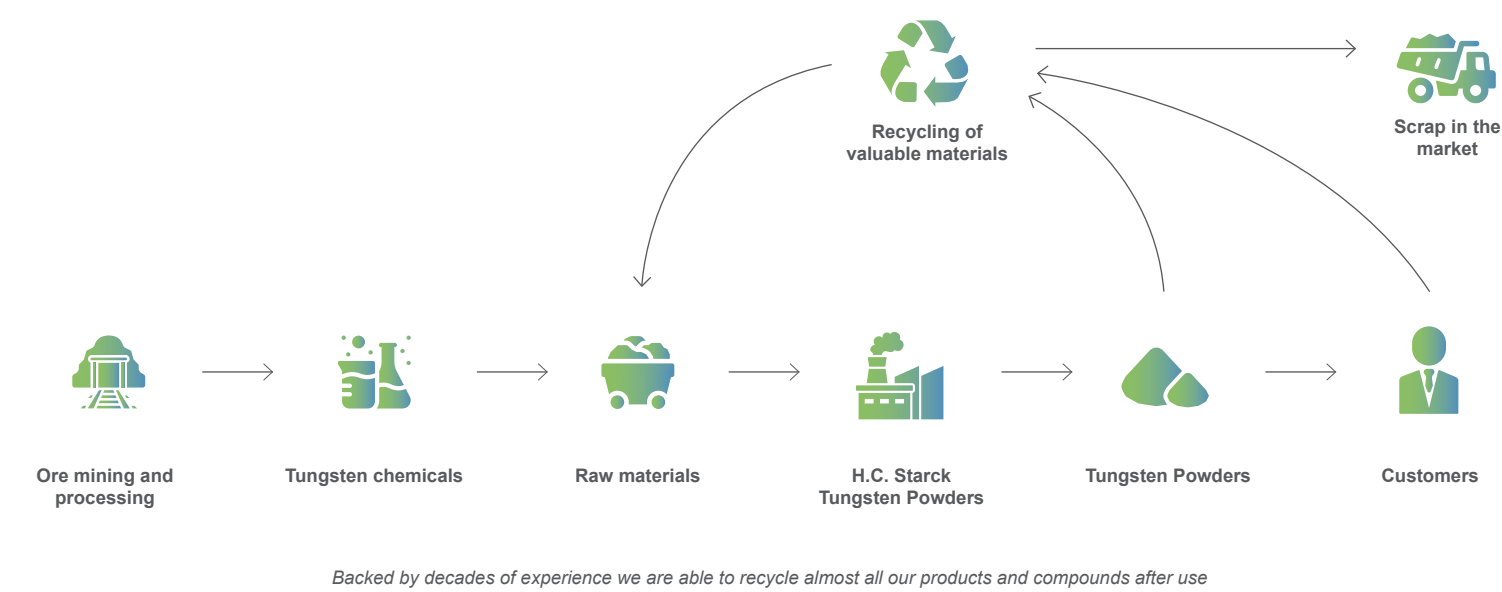 Recycling of
valuable materials
Scrap in the
market
Ore mining and
processing
Tungsten chemicals
Raw materials
H.C. Starck
Tungsten Powders
Tungsten Powders
Customers
Backed by decades of experience we are able to recycle almost all our products and compounds after use